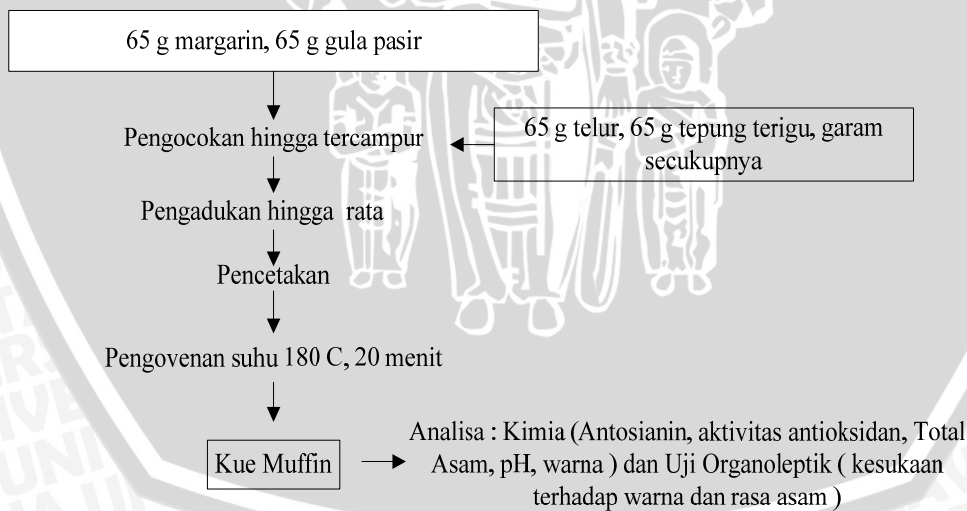 65 g margarin, 65 g gula pasir
Pengocokan hingga tercampur
65 g telur, 65 g tepung terigu, garam
secukupnya
Pengadukan hingga rata
Pencetakan
Pengovenan suhu 180 C, 20 menit
Kue Muffin
Analisa : Kimia (Antosianin, aktivitas antioksidan, Total
Asam, pH, warna ) dan Uji Organoleptik ( kesukaan
terhadap warna dan rasa asam )